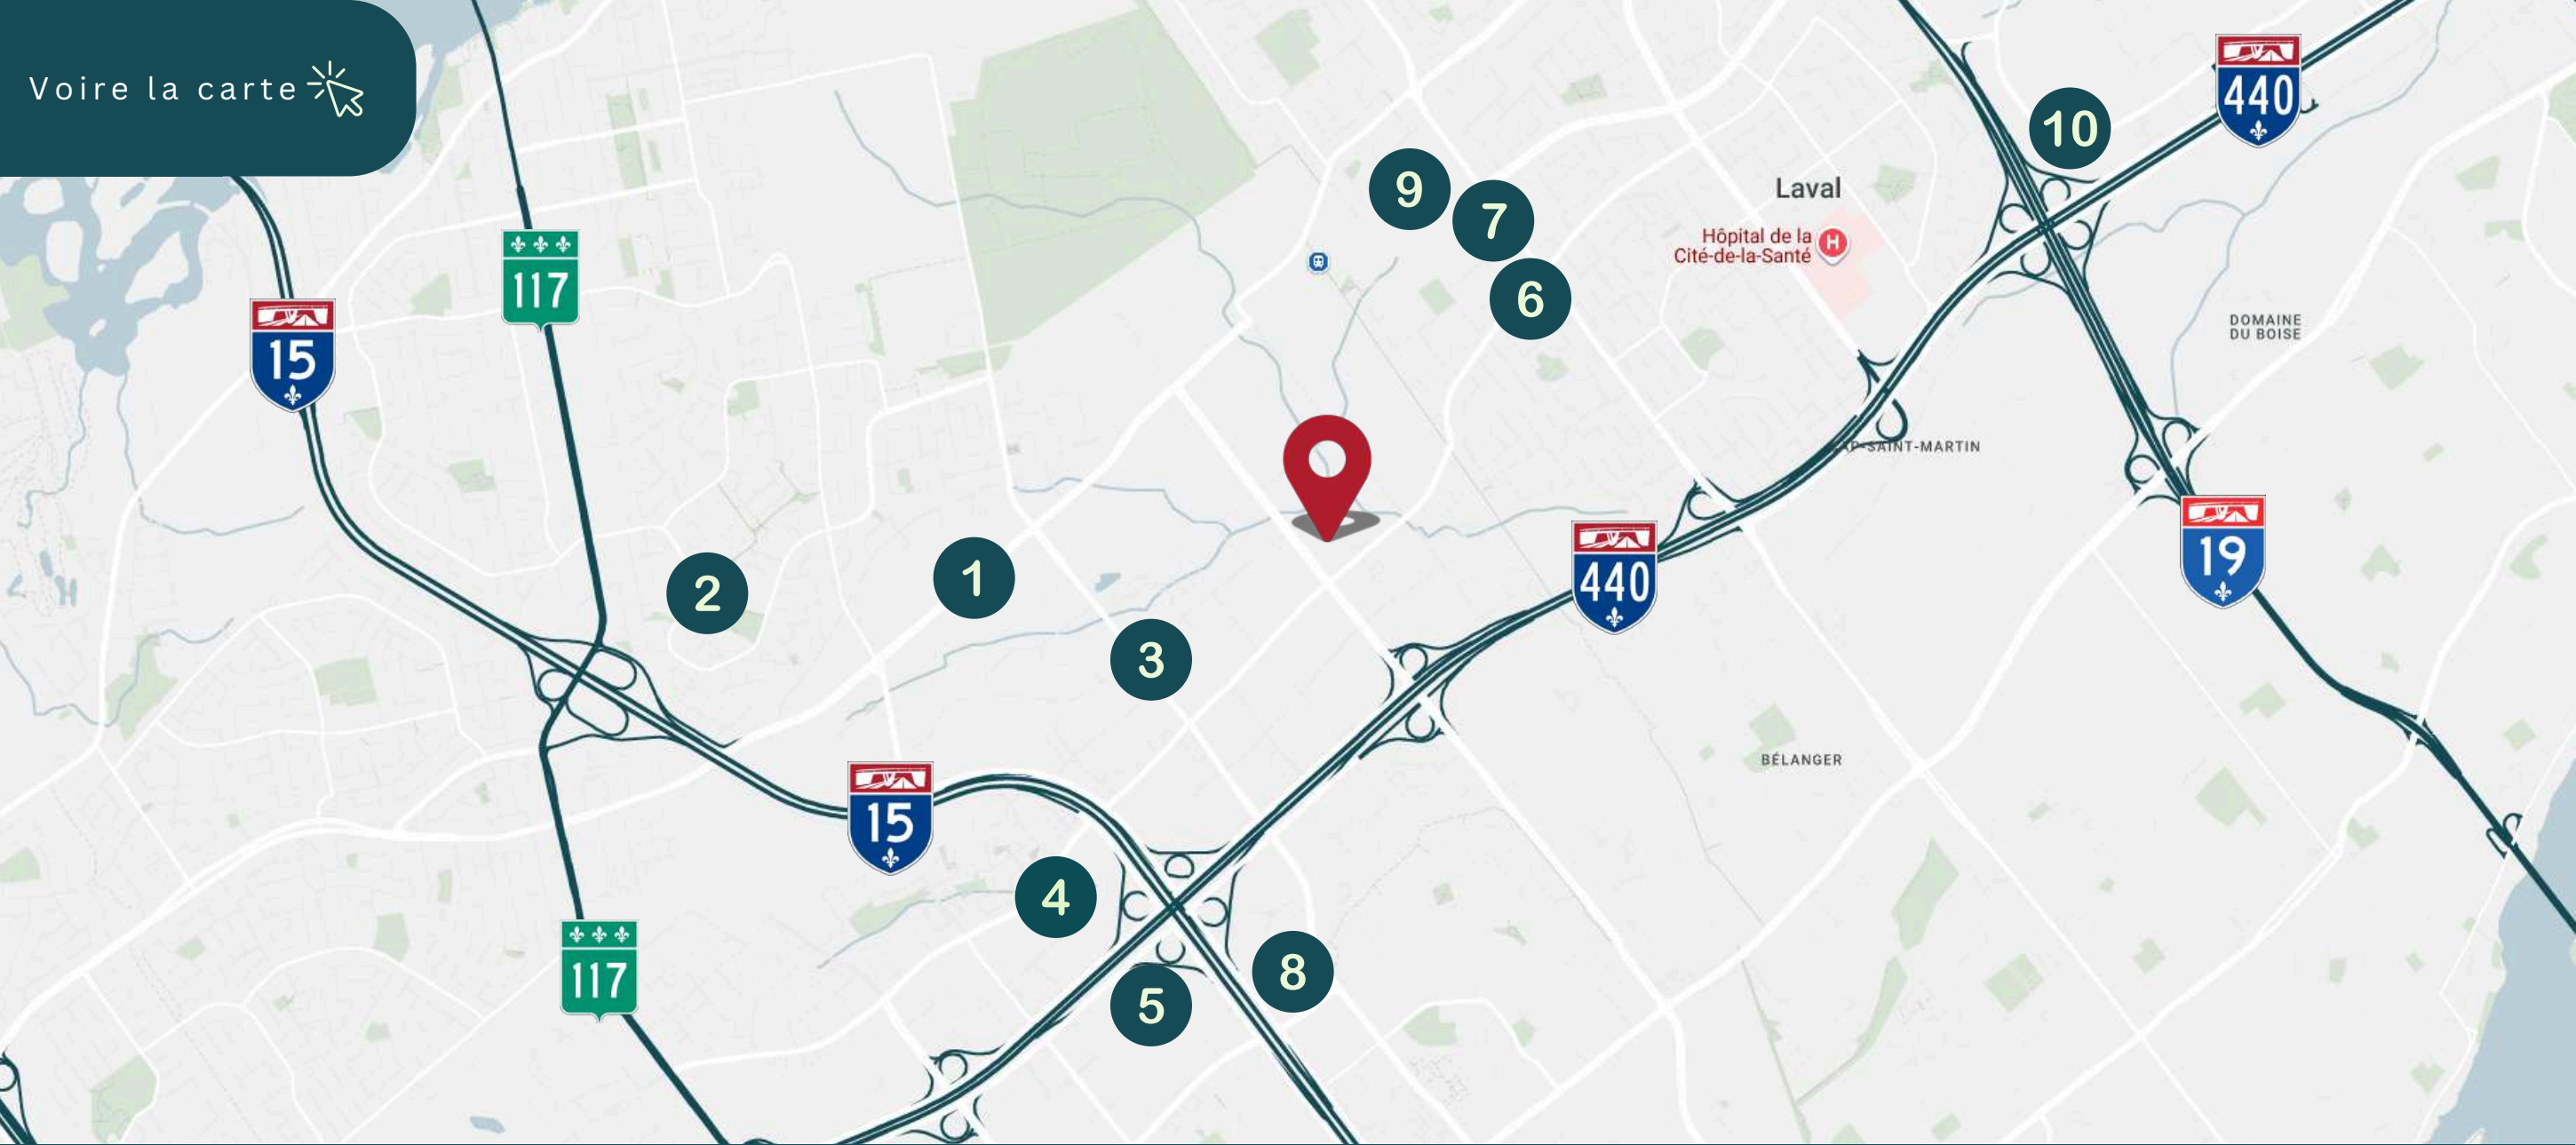 Voire la carte
440
10
9
7
Laval
Hôpital de la
Cité-de-la-Santé
H
117
6
15
DOMAINE
DU BOISE
AP-SAINT-MARTIN
440
19
1
2
3
BÉLANGER
15
4
117
8
5